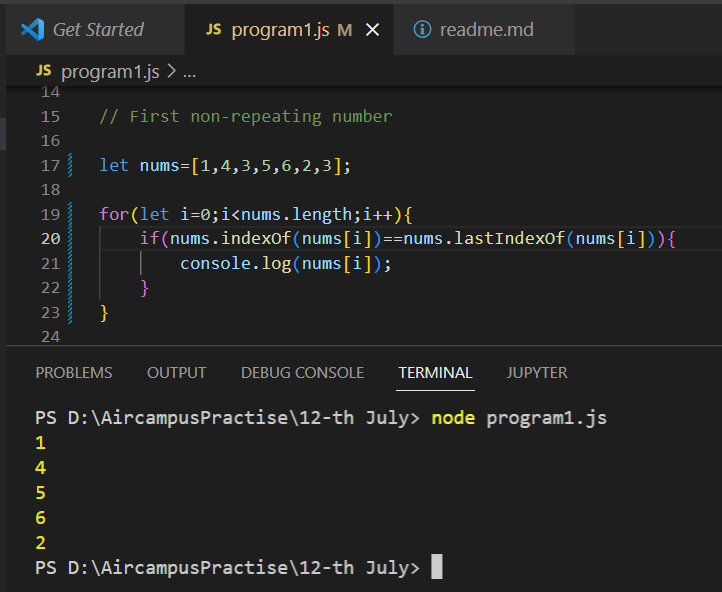 Get Started JS program1.js M × readme.md
JS program1.js > ...
14
15 // First non-repeating number
16
17 let nums=[1,4,3,5,6,2,3];
18
19 for(let i=0;i<nums.length;i++){
20 if(nums.indexOf(nums[i])==nums.lastIndexOf(nums[i])){
21 console.log(nums[i]);
22 }
23 }
24
PROBLEMS OUTPUT DEBUG CONSOLE TERMINAL JUPYTER
PS D:\AircampusPractise\12-th July> node program1.js
1
4
5
6
2
PS D:\AircampusPractise\12-th July>